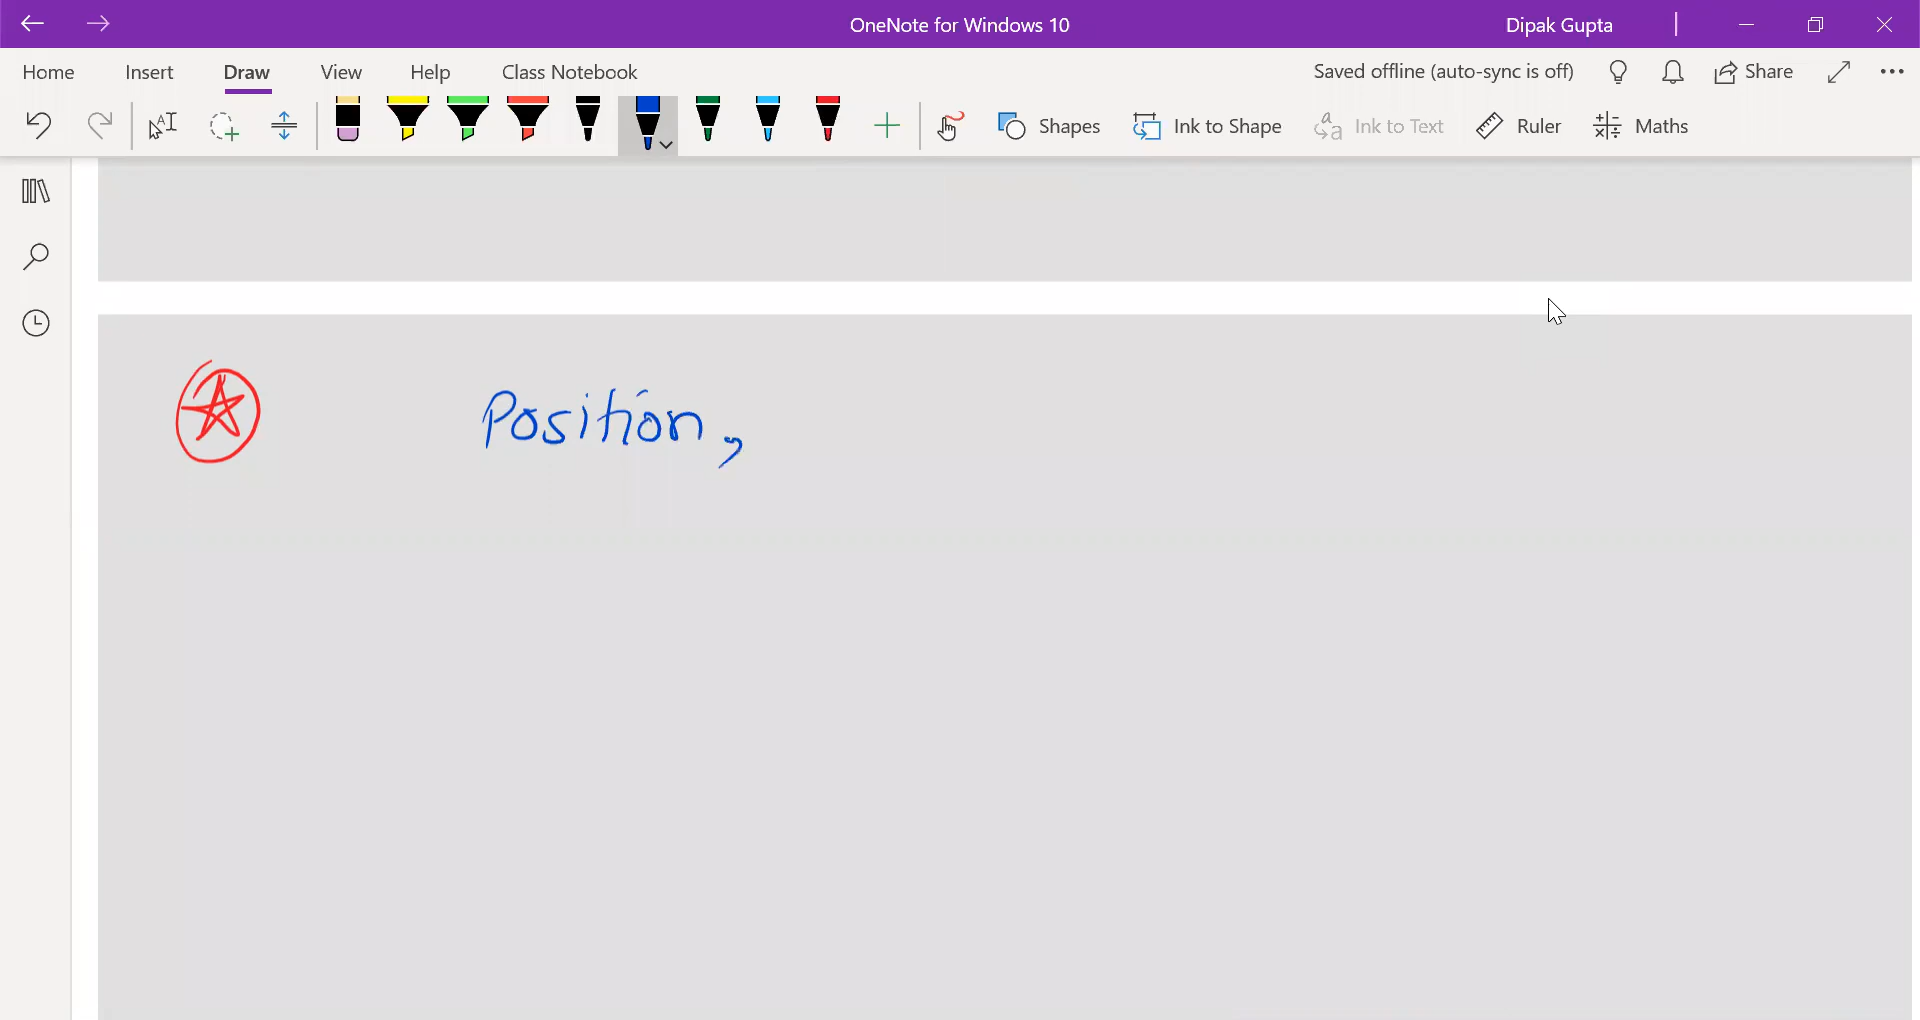 OneNote for Windows 10 Dipak Gupta
Home Insert Draw View Help Class Notebook Saved offline (auto-sync is off) Share
Shapes Ink to Shape Ink to Text Ruler Maths
Position,